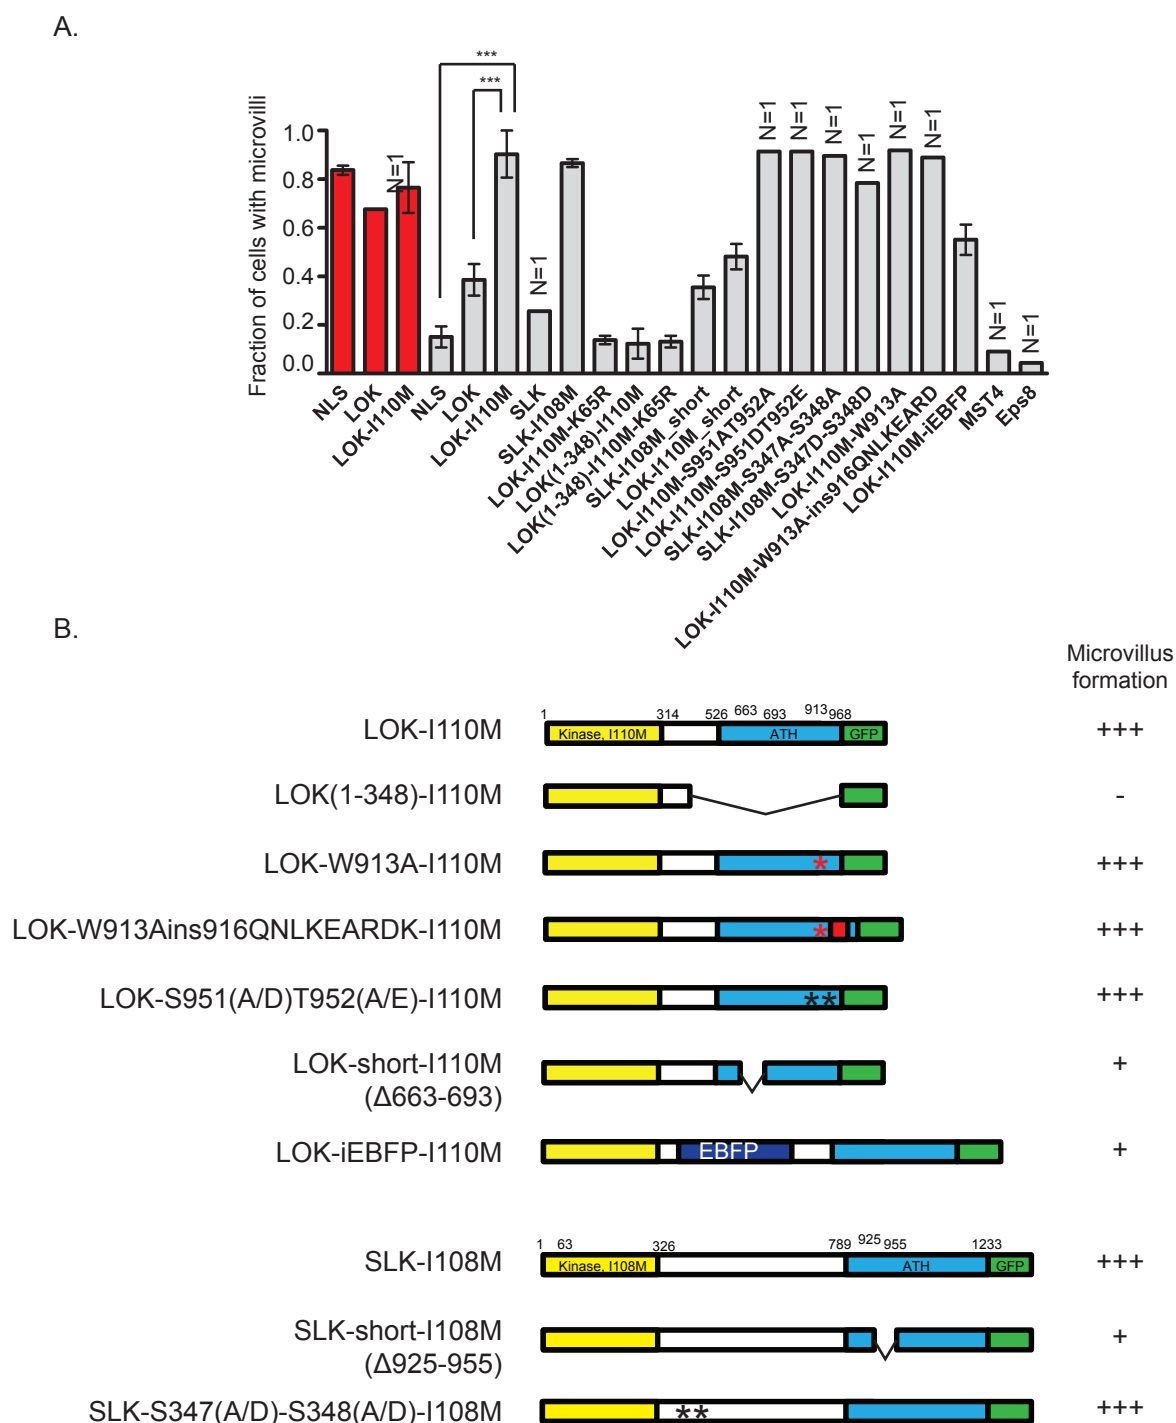 A.
***
***
Fraction of cells with microvilli
1.0
0.8
0.6
0.4
0.2
0.0
N=1
N=1
N=1
N=1
N=1
N=1
N=1
N=1
N=1
N=1
NLS
LOK
LOK-I110M
NLS
LOK
LOK-I110M
SLK
SLK-I108M
LOK-I110M-K65R
LOK(1-348)-I110M
LOK(1-348)-I110M-K65R
SLK-I108M_short
LOK-I110M_short
LOK-I110M-S951AT952A
LOK-I110M-S951DT952E
SLK-I108M-S347A-S348A
SLK-I108M-S347D-S348D
LOK-I110M-W913A
LOK-I110M-W913A-ins916QNLKEARD
LOK-I110M-iEBFP
MST4
Eps8
B.
Microvillus
formation
1 314 526 663 693 913 968
LOK-I110M Kinase, I110M ATH GFP +++
LOK(1-348)-I110M -
LOK-W913A-I110M * +++
LOK-W913Ains916QNLKEARDK-I110M * +++
LOK-S951(A/D)T952(A/E)-I110M ** +++
LOK-short-I110M +
(Δ663-693)
LOK-iEBFP-I110M EBFP +
1 63 326 789 925 955 1233
SLK-I108M Kinase, I108M ATH GFP +++
SLK-short-I108M +
(Δ925-955)
SLK-S347(A/D)-S348(A/D)-I108M ** +++